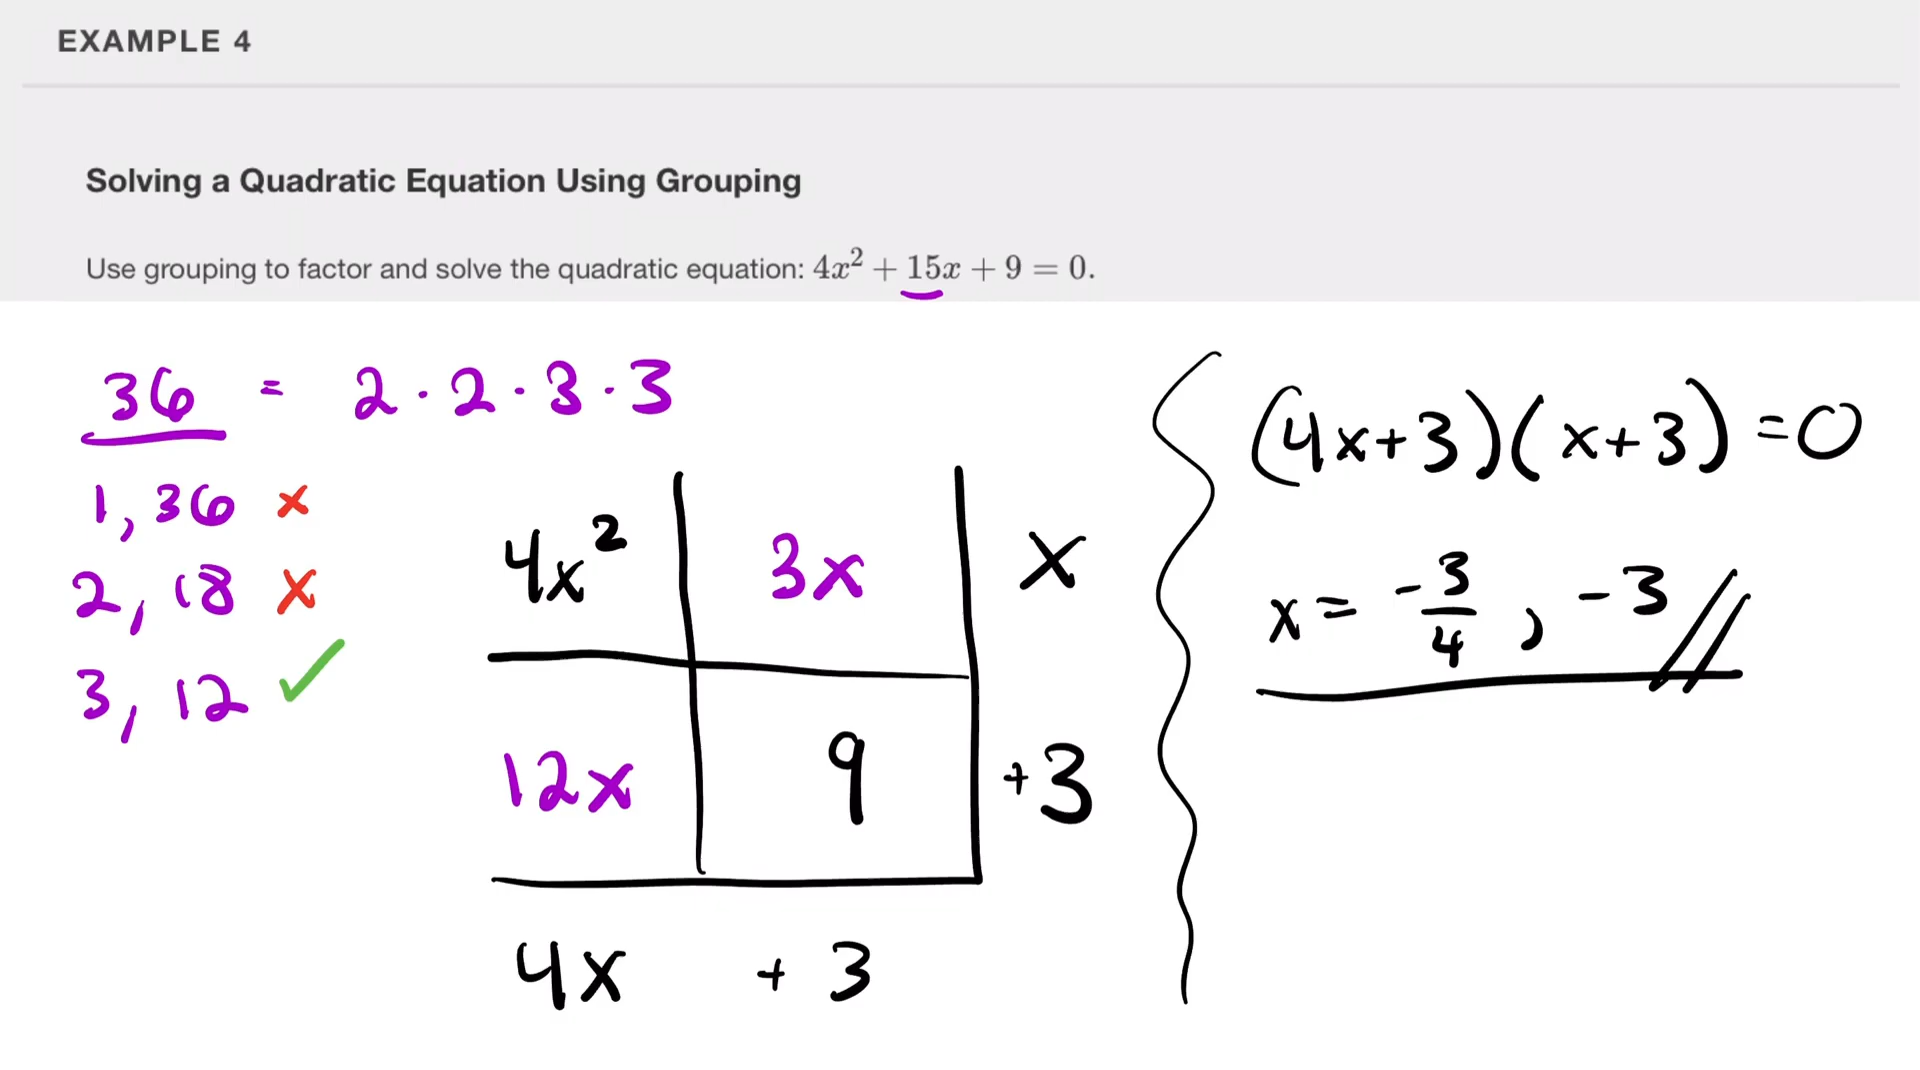 EXAMPLE 4
Solving a Quadratic Equation Using Grouping
Use grouping to factor and solve the quadratic equation: 4x² + 15x + 9 = 0.
36 = 2 · 2 · 3 · 3
1, 36 x
2, 18 x
3, 12 ✓
4x² 3x x
12x 9 +3
4x + 3
(4x+3)(x+3) = 0
x = -3/4, -3